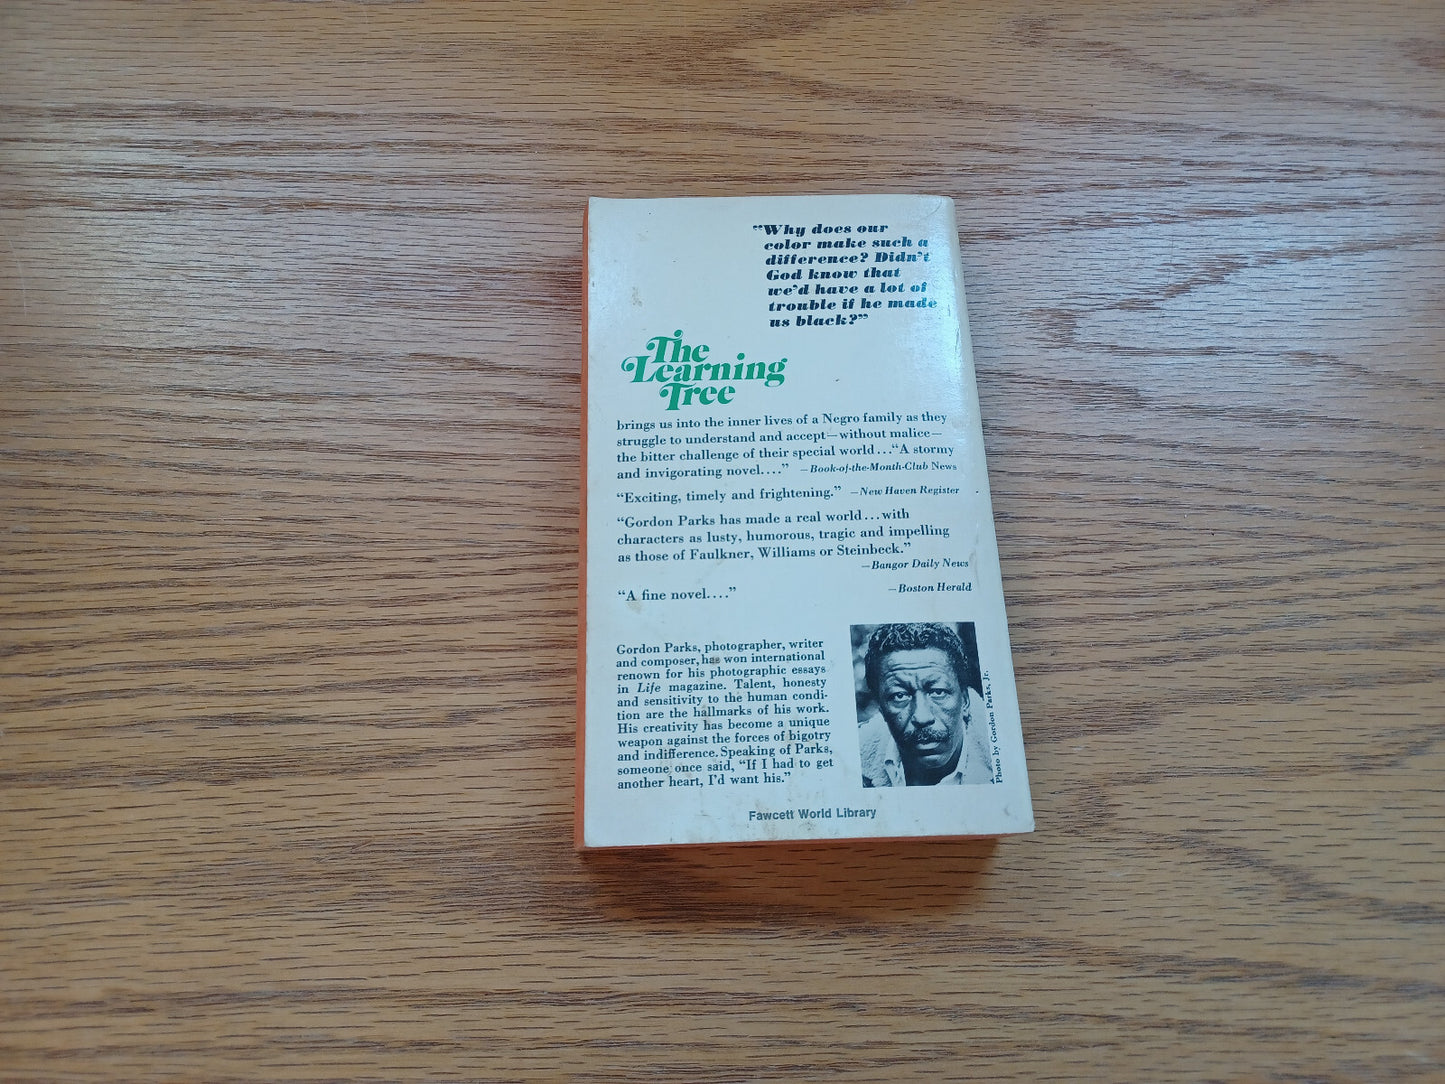 “Why does our
color make such a
difference? Didn’t
God know that
we’d have a lot of
trouble if he made
us black?”
The
Learning
Tree
brings us into the inner lives of a Negro family as they
struggle to understand and accept—without malice—
the bitter challenge of their special world...“A stormy
and invigorating novel....” —Book-of-the-Month-Club News
“Exciting, timely and frightening.” —New Haven Register
“Gordon Parks has made a real world...with
characters as lusty, humorous, tragic and impelling
as those of Faulkner, Williams or Steinbeck.”
—Bangor Daily News
“A fine novel....” —Boston Herald
Gordon Parks, photographer, writer
and composer, has won international
renown for his photographic essays
in Life magazine. Talent, honesty
and sensitivity to the human condi-
tion are the hallmarks of his work.
His creativity has become a unique
weapon against the forces of bigotry
and indifference. Speaking of Parks,
someone once said, “If I had to get
another heart, I’d want his.”
Photo by Gordon Parks, Jr.
Fawcett World Library